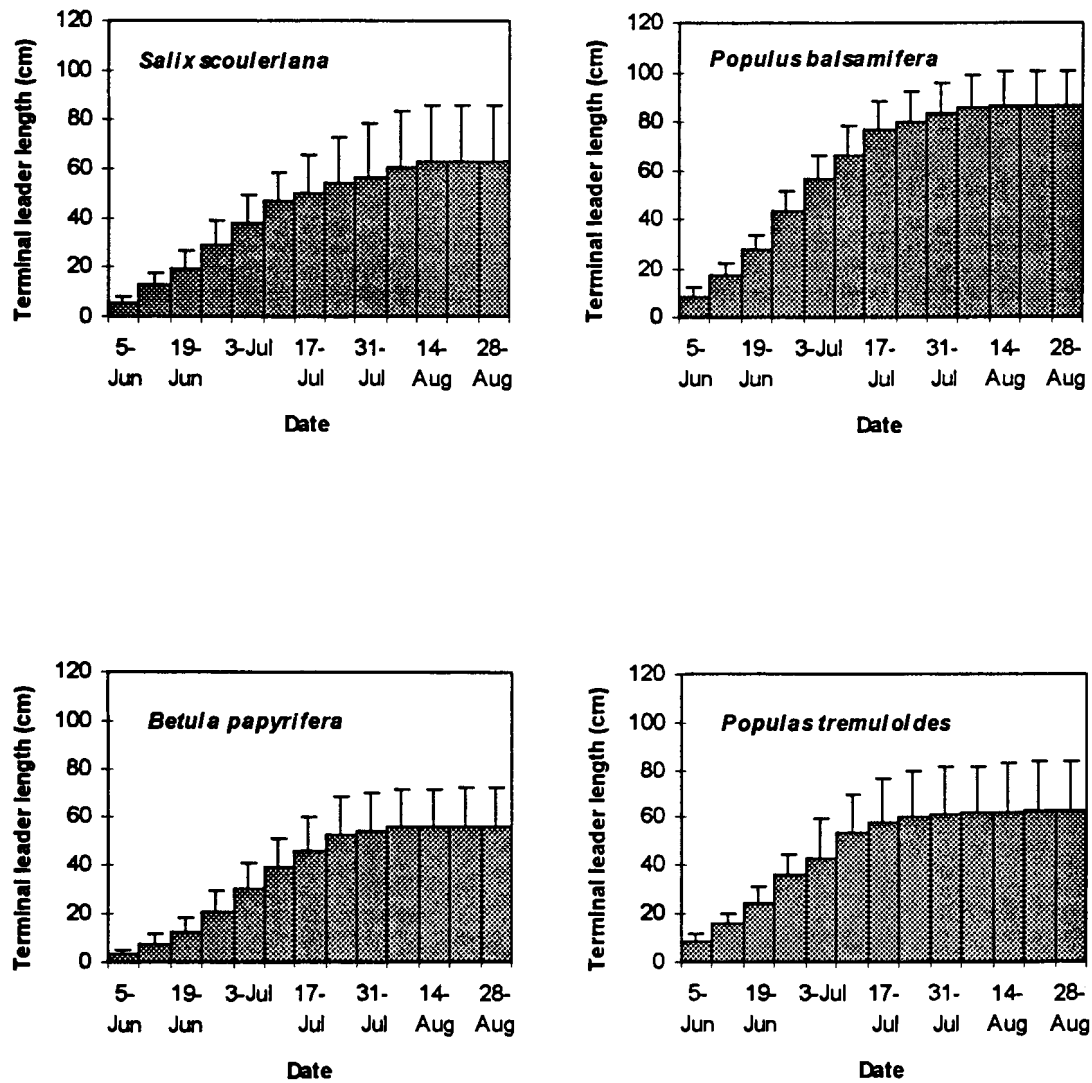 Salix scouleriana
Terminal leader length (cm)
120
100
80
60
40
20
0
5-Jun
19-Jun
3-Jul
17-Jul
31-Jul
14-Aug
28-Aug
Date
Populus balsamifera
Terminal leader length (cm)
120
100
80
60
40
20
0
5-Jun
19-Jun
3-Jul
17-Jul
31-Jul
14-Aug
28-Aug
Date
Betula papyrifera
Terminal leader length (cm)
120
100
80
60
40
20
0
5-Jun
19-Jun
3-Jul
17-Jul
31-Jul
14-Aug
28-Aug
Date
Populas tremuloides
Terminal leader length (cm)
120
100
80
60
40
20
0
5-Jun
19-Jun
3-Jul
17-Jul
31-Jul
14-Aug
28-Aug
Date